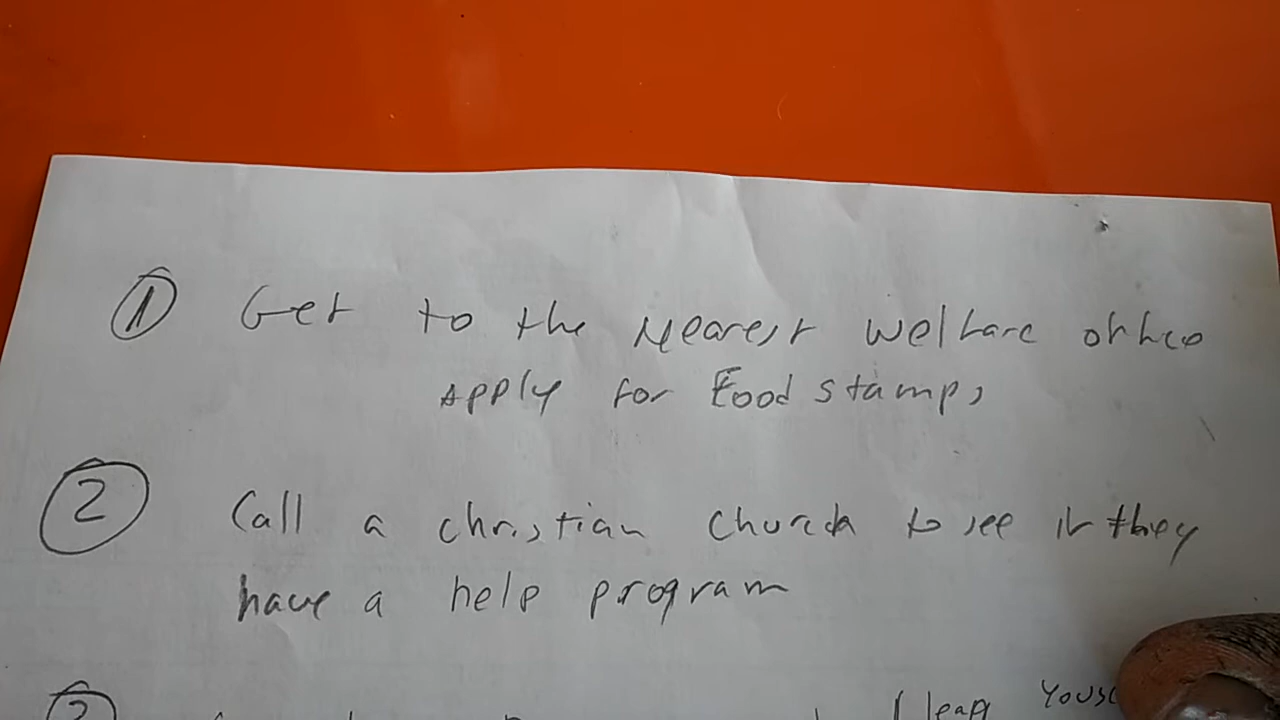 ① Get to the Nearest welfare office
Apply for Food stamps
② Call a christian church to see if they
have a help program